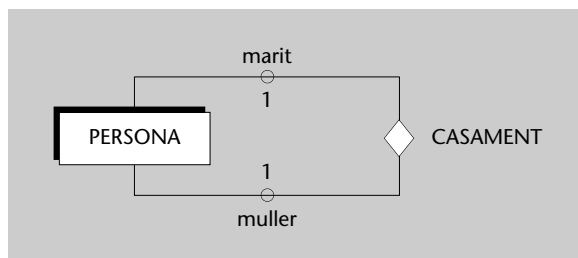 marit
1
PERSONA
CASAMENT
1
muller